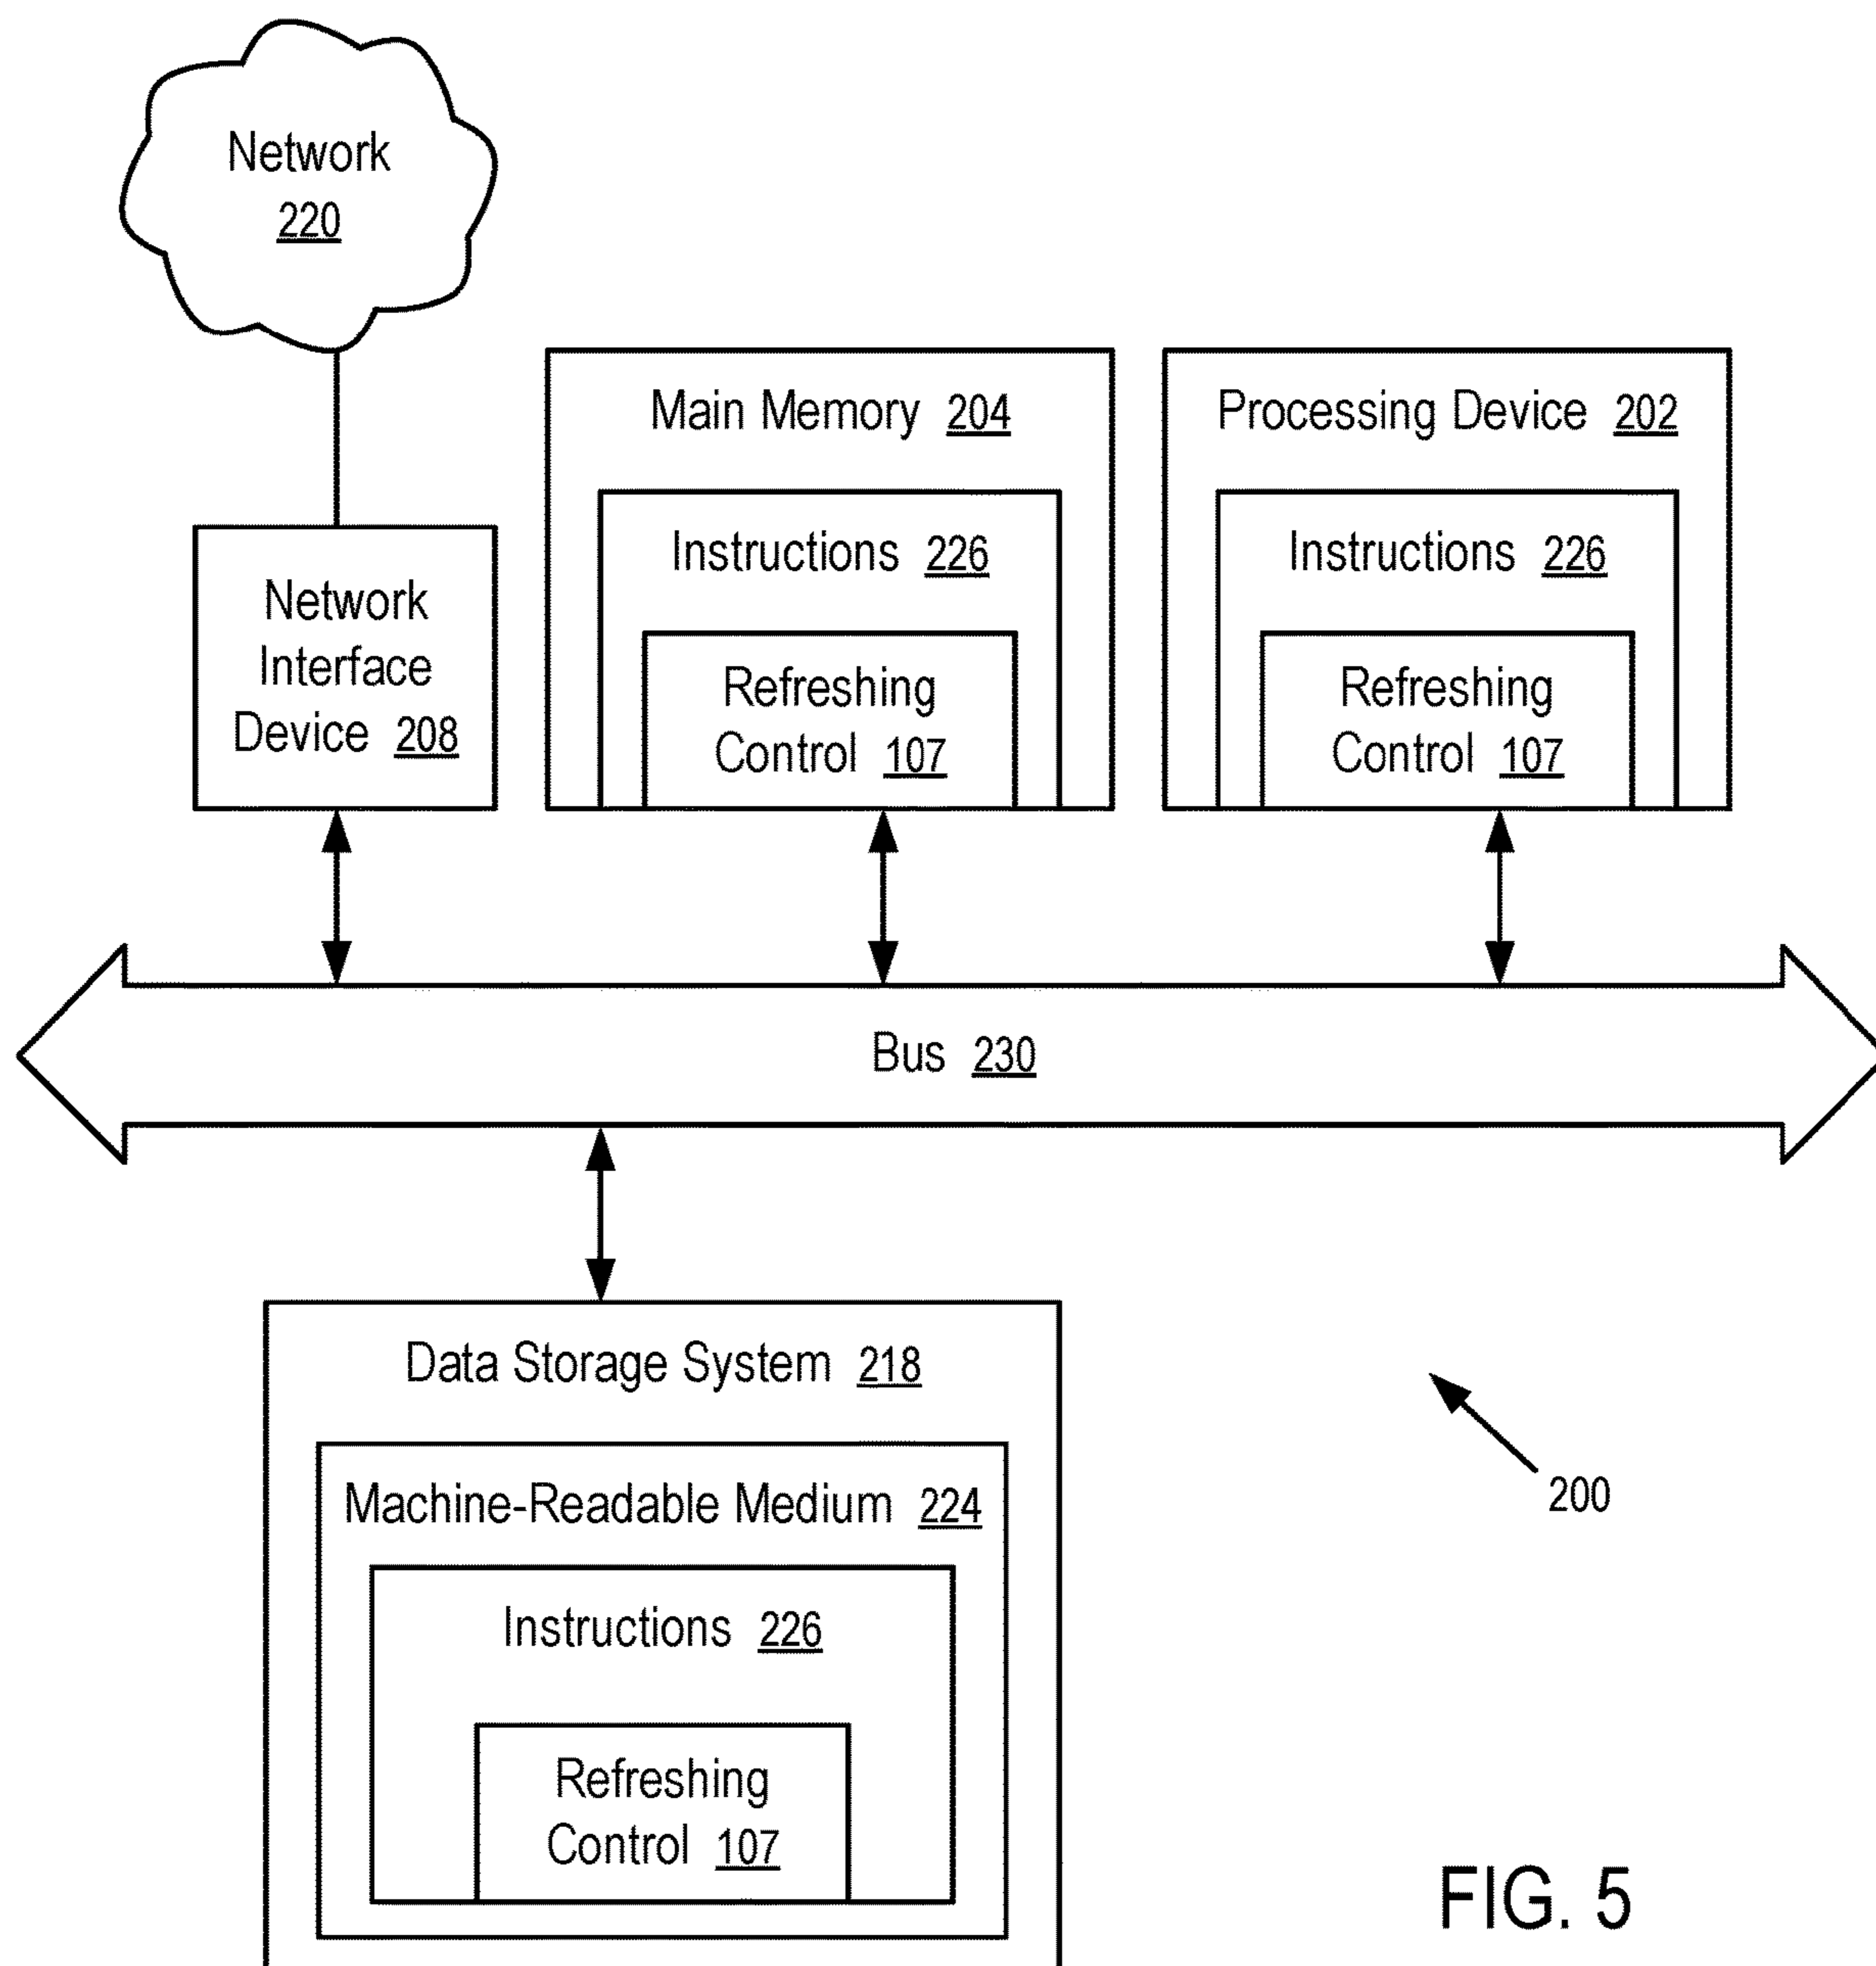 Network
220
Main Memory 204
Instructions 226
Refreshing
Control 107
Processing Device 202
Instructions 226
Refreshing
Control 107
Network
Interface
Device 208
Bus 230
Data Storage System 218
Machine-Readable Medium 224
Instructions 226
Refreshing
Control 107
200
FIG. 5